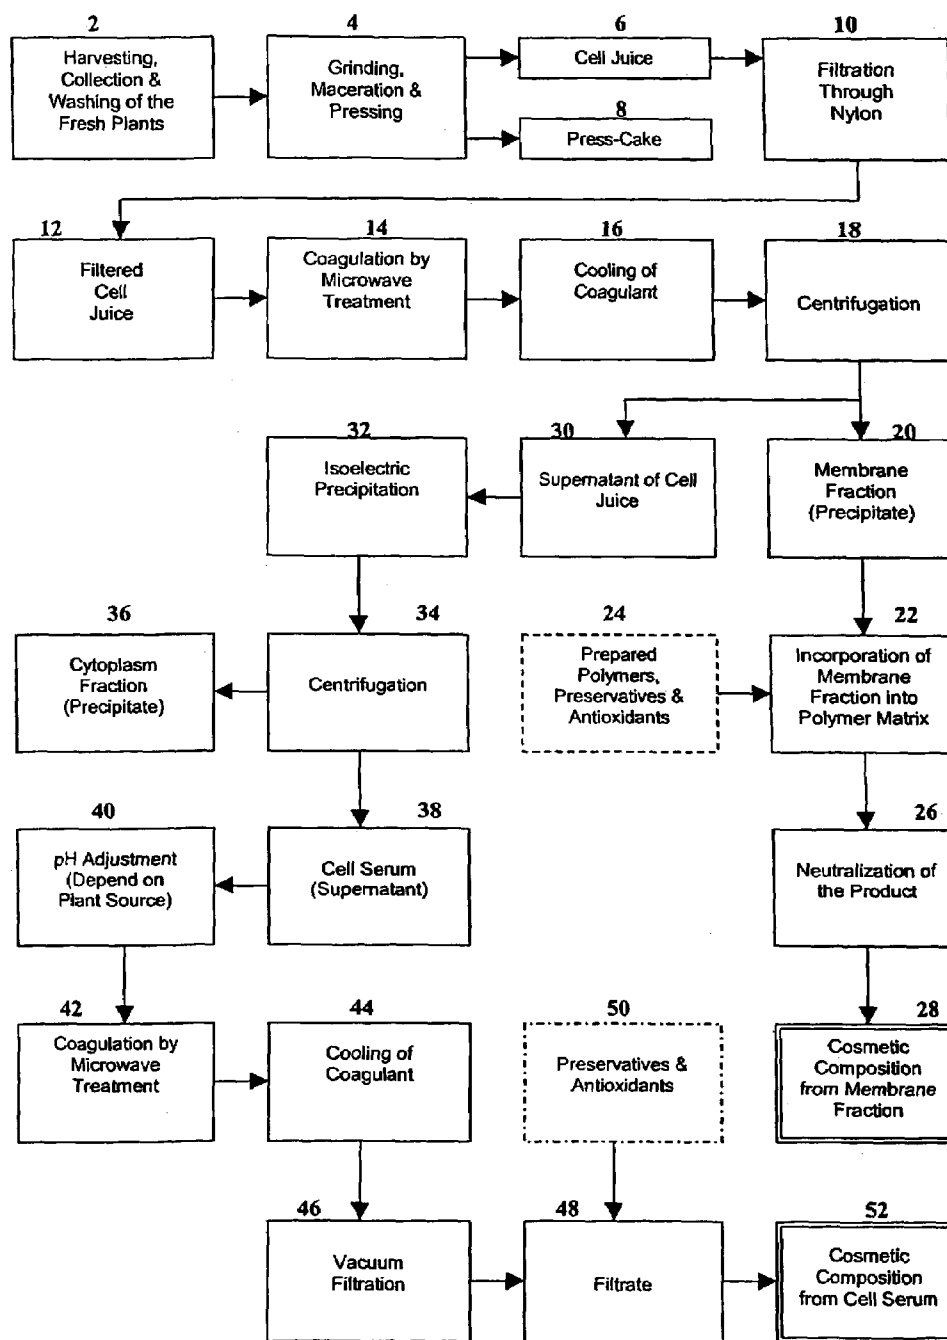 2
Harvesting,
Collection &
Washing of the
Fresh Plants
4
Grinding,
Maceration &
Pressing
6
Cell Juice
8
Press-Cake
10
Filtration
Through
Nylon
12
Filtered
Cell
Juice
14
Coagulation by
Microwave
Treatment
16
Cooling of
Coagulant
18
Centrifugation
32
Isoelectric
Precipitation
30
Supernatant of Cell
Juice
20
Membrane
Fraction
(Precipitate)
36
Cytoplasm
Fraction
(Precipitate)
34
Centrifugation
24
Prepared
Polymers,
Preservatives &
Antioxidants
22
Incorporation of
Membrane
Fraction into
Polymer Matrix
40
pH Adjustment
(Depend on
Plant Source)
38
Cell Serum
(Supernatant)
26
Neutralization of
the Product
42
Coagulation by
Microwave
Treatment
44
Cooling of
Coagulant
50
Preservatives &
Antioxidants
28
Cosmetic
Composition
from Membrane
Fraction
46
Vacuum
Filtration
48
Filtrate
52
Cosmetic
Composition
from Cell Serum